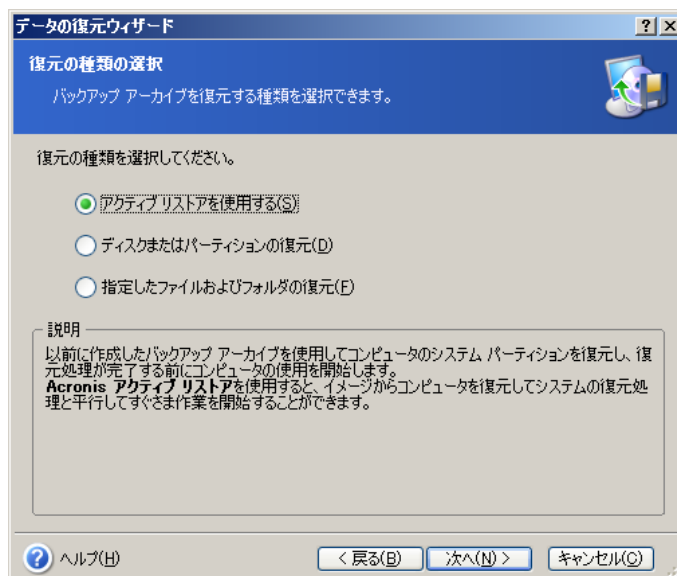 データの復元ウィザード
復元の種類の選択
バックアップ アーカイブを復元する種類を選択できます。
復元の種類を選択してください。
アクティブ リストアを使用する(S)
ディスクまたはパーティションの復元(D)
指定したファイルおよびフォルダの復元(F)
説明
以前に作成したバックアップ アーカイブを使用してコンピュータのシステム パーティションを復元し、復
元処理が完了する前にコンピュータの使用を開始します。
Acronis アクティブ リストアを使用すると、イメージからコンピュータを復元してシステムの復元処
理と平行してすぐさま作業を開始することができます。
ヘルプ(H)
< 戻る(B)
次へ(N) >
キャンセル(C)